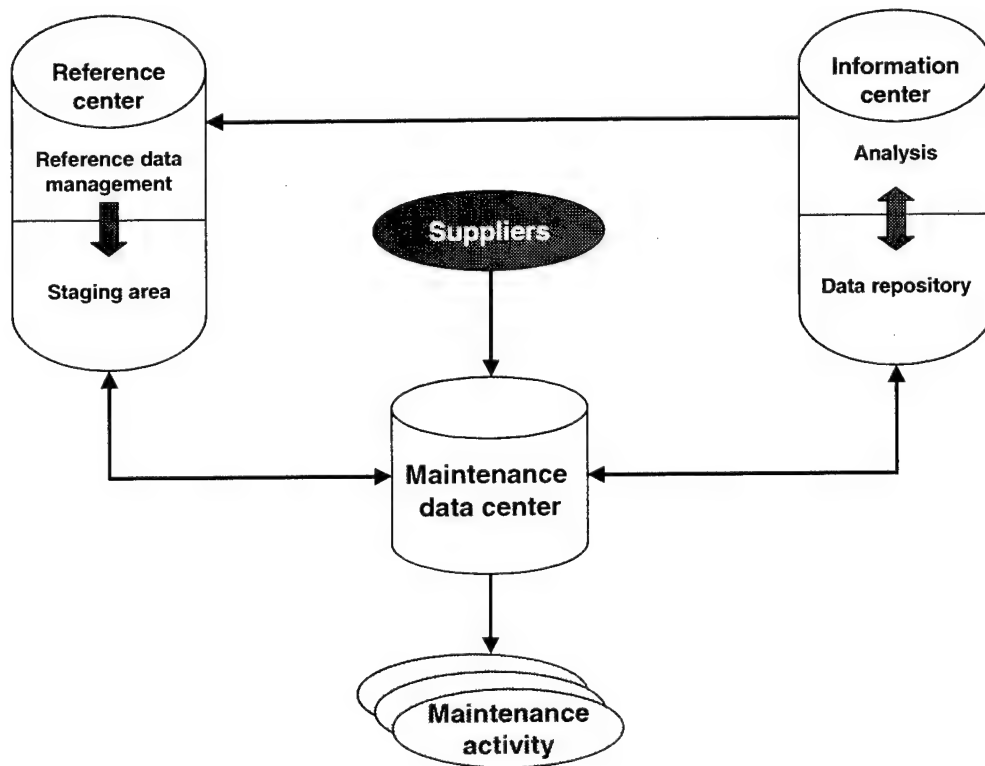 Reference
center
Reference data
management
Staging area
Suppliers
Information
center
Analysis
Data repository
Maintenance
data center
Maintenance
activity